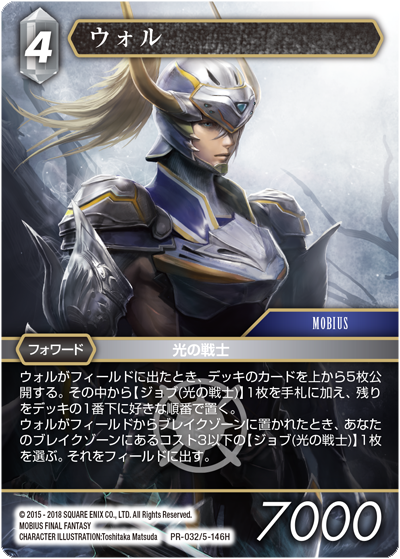 4
ウォル
MOBIUS
フォワード
光の戦士
ウォルがフィールドに出たとき、デッキのカードを上から5枚公
開する。その中から【ジョブ(光の戦士)】1枚を手札に加え、残り
をデッキの1番下に好きな順番で置く。
ウォルがフィールドからブレイクゾーンに置かれたとき、あなた
のブレイクゾーンにあるコスト3以下の【ジョブ(光の戦士)】1枚
を選ぶ。それをフィールドに出す。
© 2015 - 2018 SQUARE ENIX CO., LTD. All Rights Reserved.
MOBIUS FINAL FANTASY
CHARACTER ILLUSTRATION:Toshitaka Matsuda
PR-032/5-146H
7000